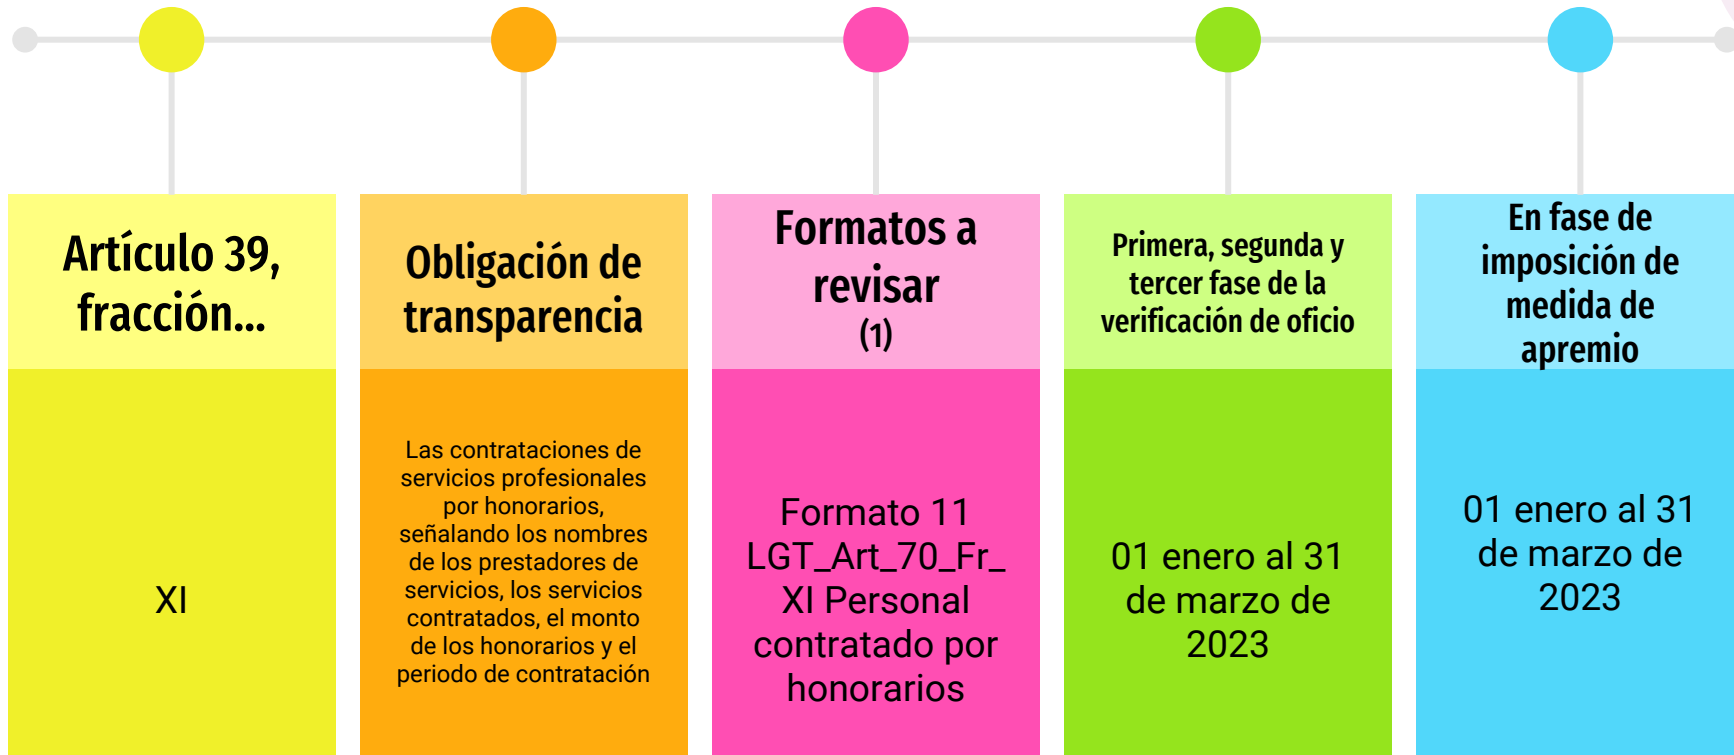 Artículo 39,
fracción...
XI
Obligación de
transparencia
Las contrataciones de
servicios profesionales
por honorarios,
señalando los nombres
de los prestadores de
servicios, los servicios
contratados, el monto
de los honorarios y el
periodo de contratación
Formatos a
revisar
(1)
Formato 11
LGT_Art_70_Fr_
XI Personal
contratado por
honorarios
Primera, segunda y
tercer fase de la
verificación de oficio
01 enero al 31
de marzo de
2023
En fase de
imposición de
medida de
apremio
01 enero al 31
de marzo de
2023